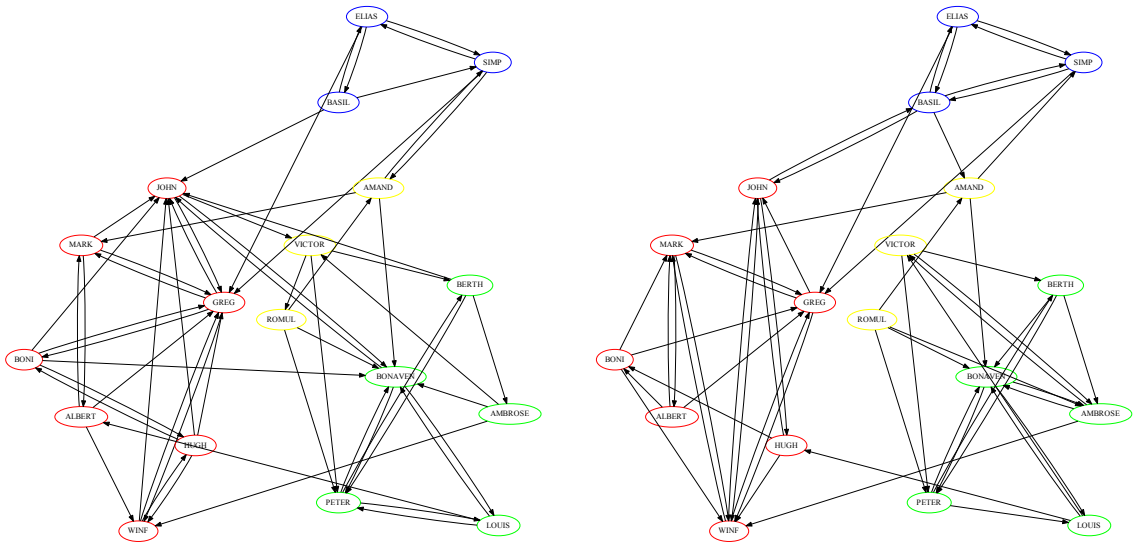 ELIAS
SIMP
BASIL
JOHN
AMAND
MARK
VICTOR
BERTH
GREG
ROMUL
BONI
BONAVEN
ALBERT
AMBROSE
HUGH
PETER
LOUIS
WINF
ELIAS
SIMP
BASIL
JOHN
AMAND
MARK
VICTOR
BERTH
GREG
ROMUL
BONI
BONAVEN
ALBERT
AMBROSE
HUGH
PETER
LOUIS
WINF